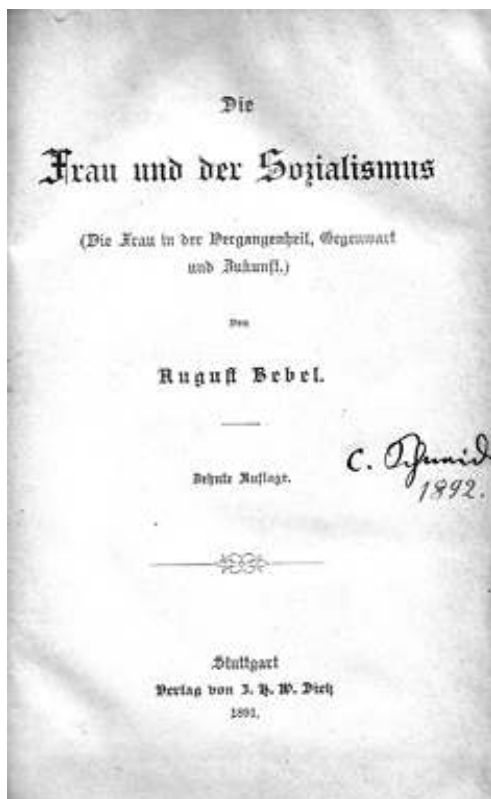 Die
Frau und der Sozialismus
(Die Frau in der Vergangenheit, Gegenwart
und Zukunft.)
Von
August Bebel.
Zehnte Auflage.
C. Schneid
1892.
Stuttgart
Verlag von J. H. W. Dietz
1891.